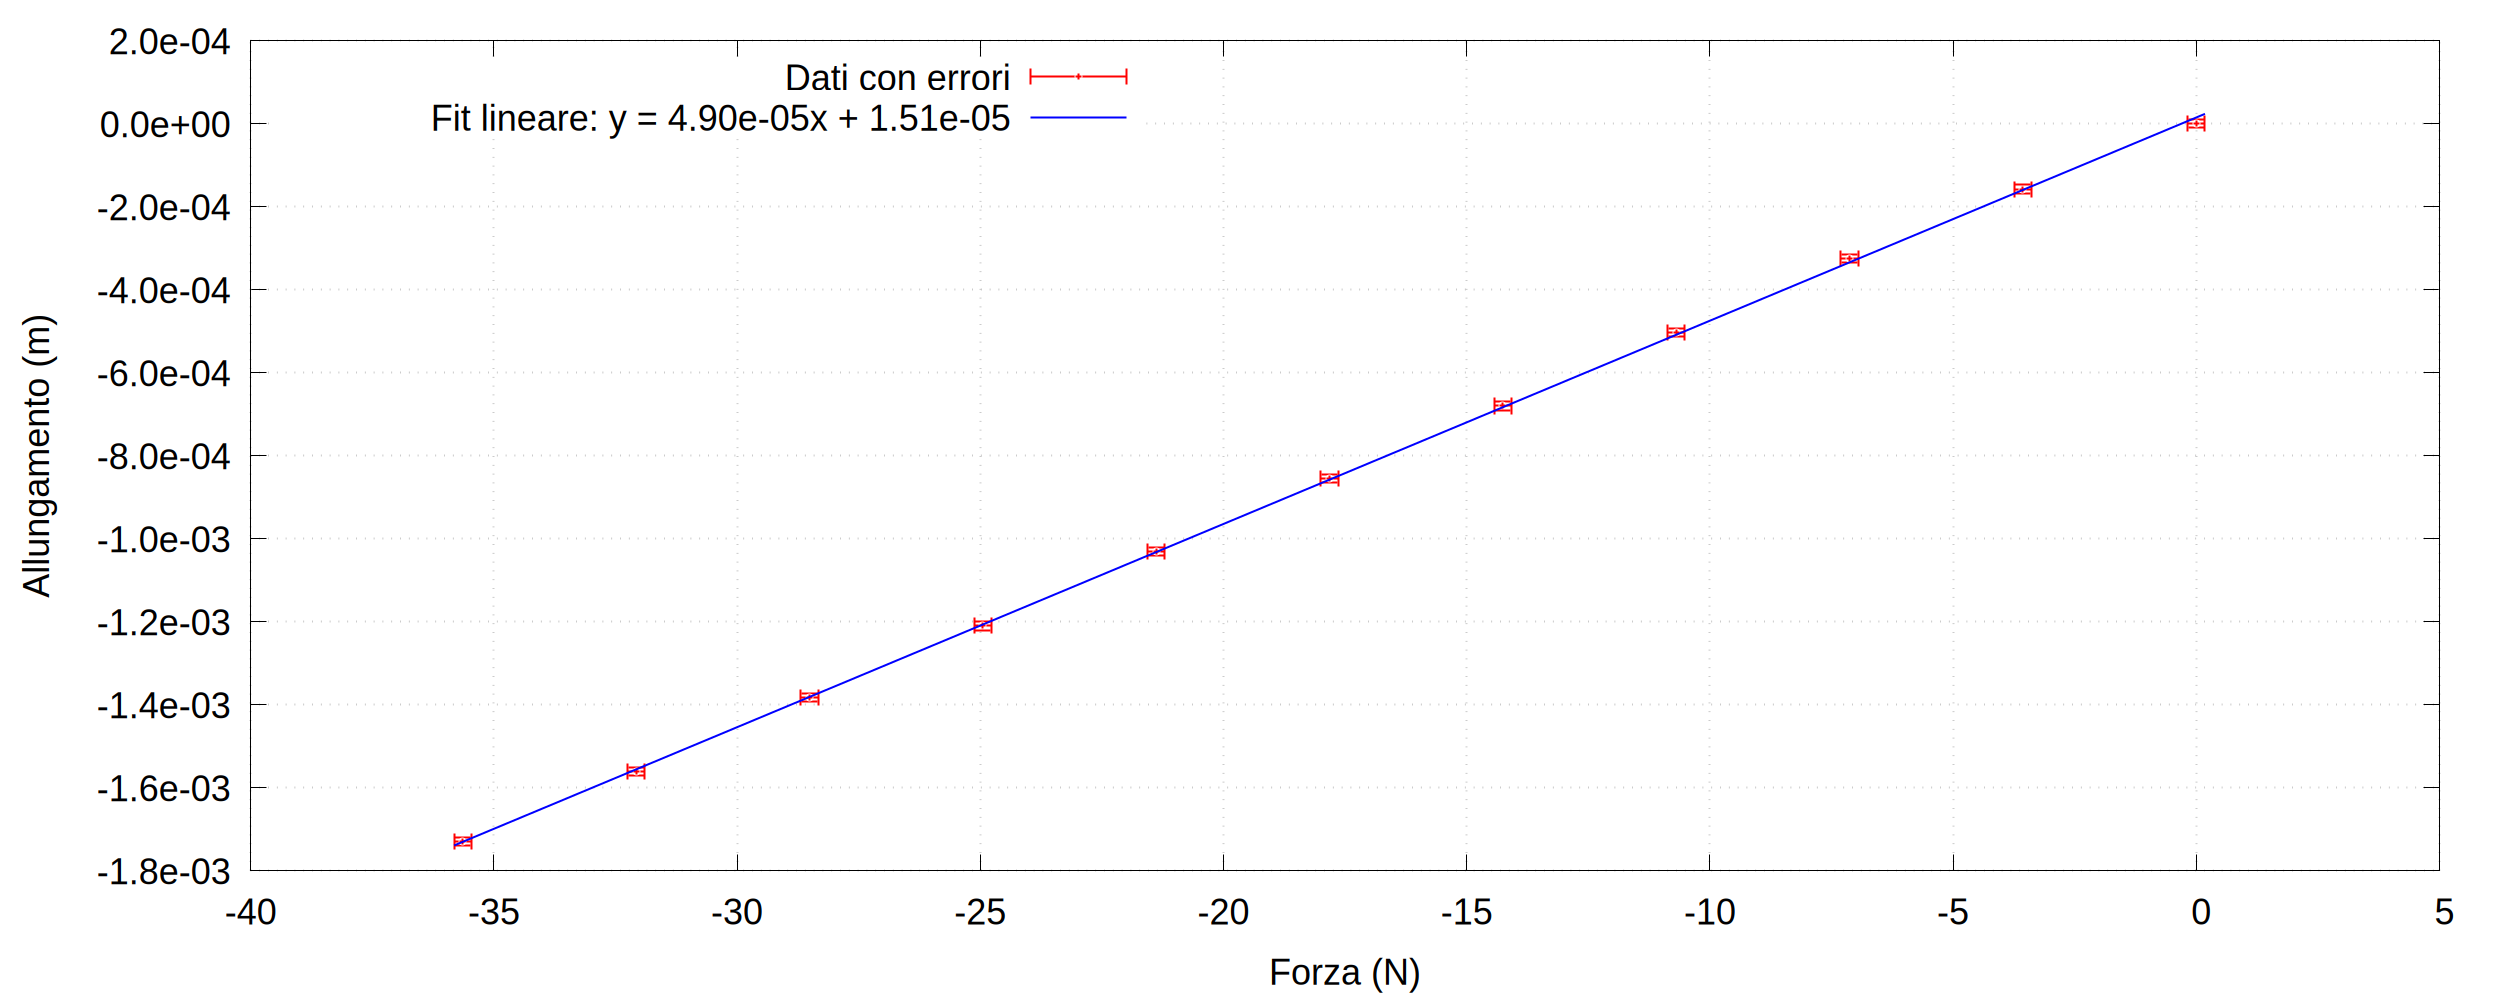 2.0e-04
0.0e+00
-2.0e-04
-4.0e-04
-6.0e-04
-8.0e-04
-1.0e-03
-1.2e-03
-1.4e-03
-1.6e-03
-1.8e-03
Allungamento (m)
Dati con errori
Fit lineare: y = 4.90e-05x + 1.51e-05
-40 -35 -30 -25 -20 -15 -10 -5 0 5
Forza (N)